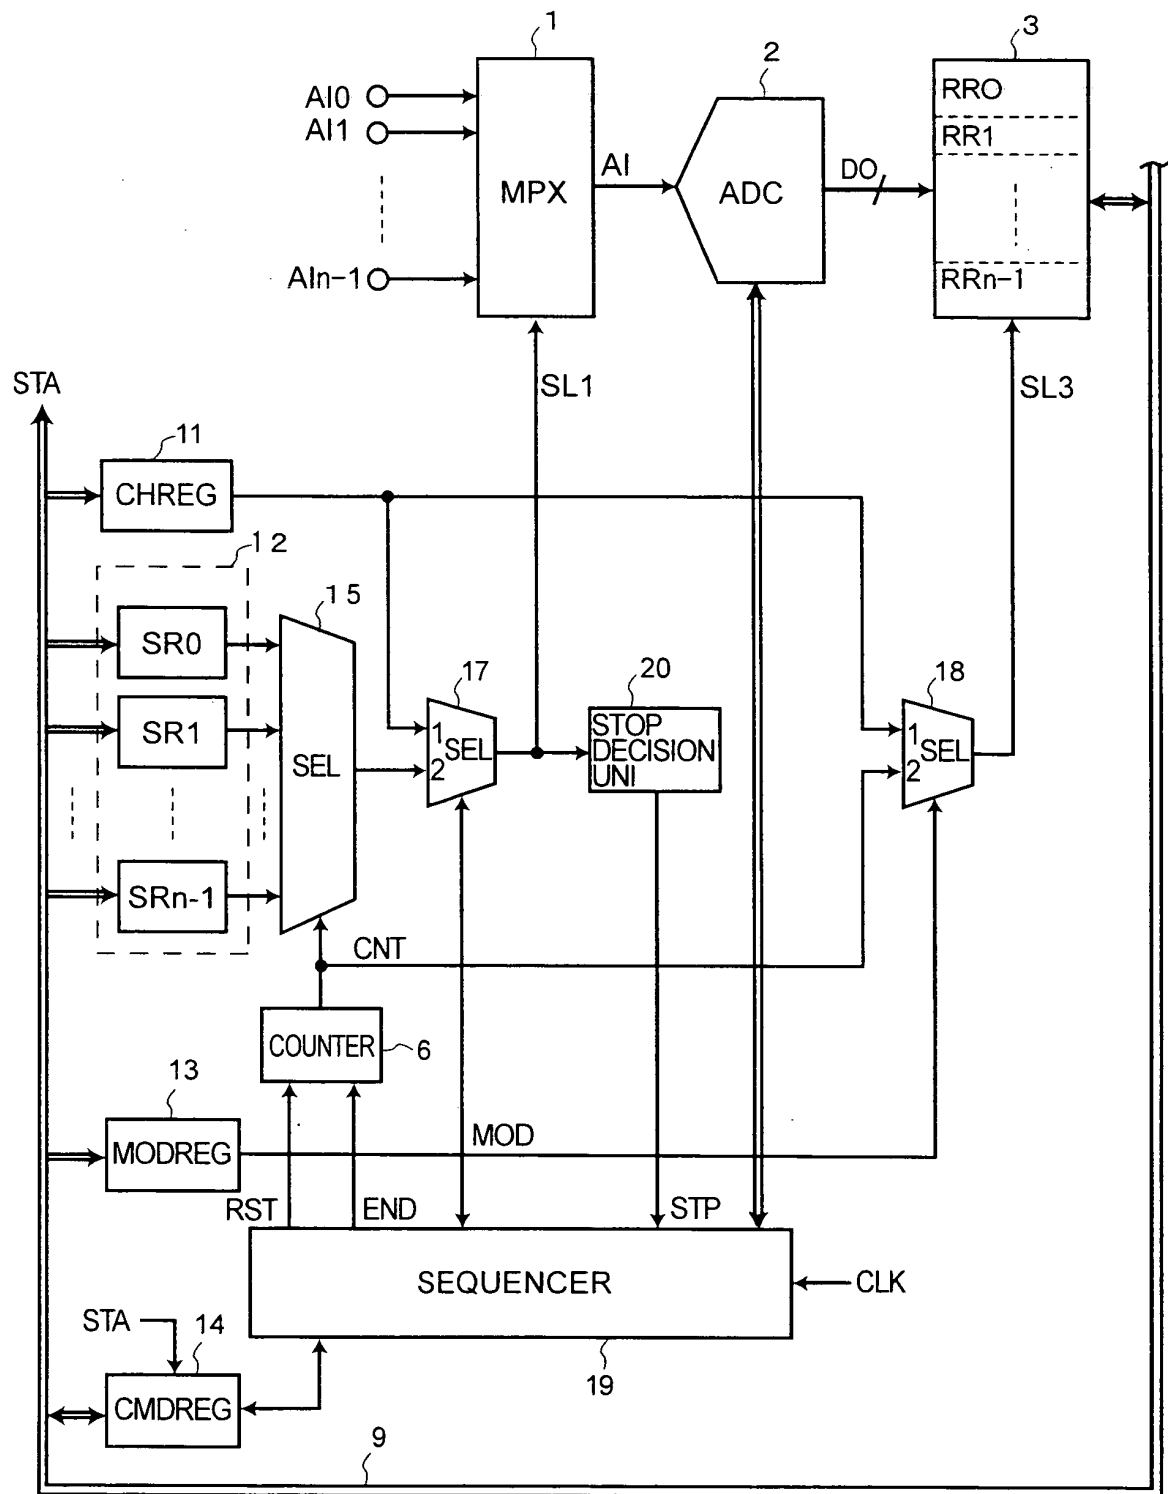 1
2
3
AI0
AI1
AIn-1
MPX
AI
ADC
DO
RR0
RR1
RRn-1
STA
SL1
SL3
11
CHREG
12
SR0
SR1
SRn-1
15
SEL
17
1
2
SEL
20
STOP
DECISION
UNI
18
1
2
SEL
CNT
COUNTER
6
13
MODREG
MOD
RST
END
STP
SEQUENCER
CLK
19
STA
14
CMDREG
9